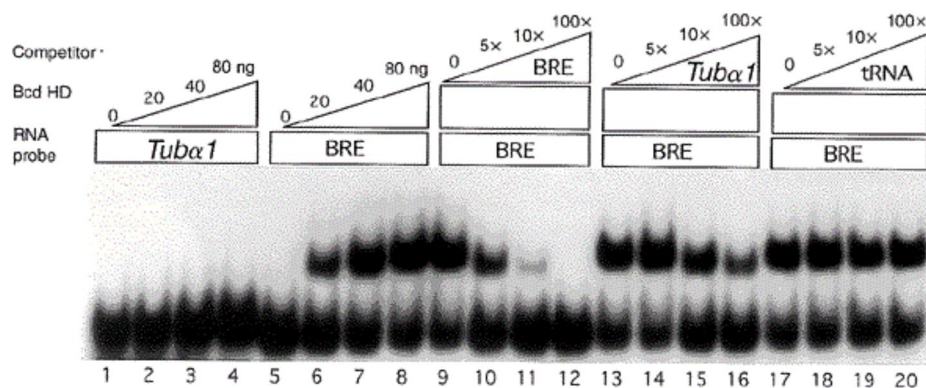 Competitor · 0 5× 10× 100× BRE 0 5× 10× 100× Tubα1 0 5× 10× 100× tRNA
Bcd HD 0 20 40 80 ng 0 20 40 80 ng
RNA probe Tubα1 BRE BRE BRE BRE
1 2 3 4 5 6 7 8 9 10 11 12 13 14 15 16 17 18 19 20